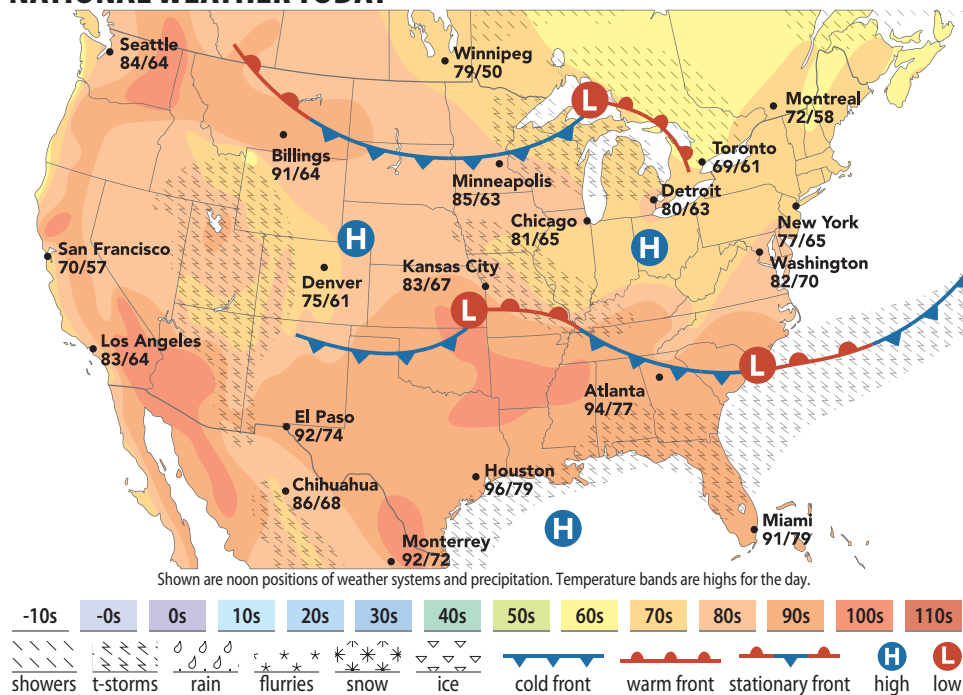 NATIONAL WEATHER TODAY
Seattle
84/64
Winnipeg
79/50
L
Montreal
72/58
Billings
91/64
Toronto
69/61
Minneapolis
85/63
Detroit
80/63
Chicago
81/65
New York
77/65
H
H
San Francisco
70/57
Washington
82/70
Denver
75/61
Kansas City
83/67
L
Los Angeles
83/64
L
Atlanta
94/77
El Paso
92/74
Houston
96/79
Chihuahua
86/68
H
Miami
91/79
Monterrey
92/72
Shown are noon positions of weather systems and precipitation. Temperature bands are highs for the day.
-10s -0s 0s 10s 20s 30s 40s 50s 60s 70s 80s 90s 100s 110s
H L
showers t-storms rain flurries snow ice cold front warm front stationary front high low